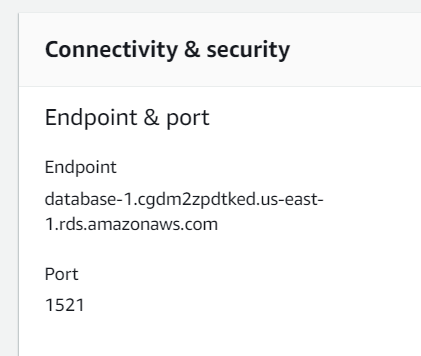 Connectivity & security
Endpoint & port
Endpoint
database-1.cgdm2zpdtked.us-east-
1.rds.amazonaws.com
Port
1521